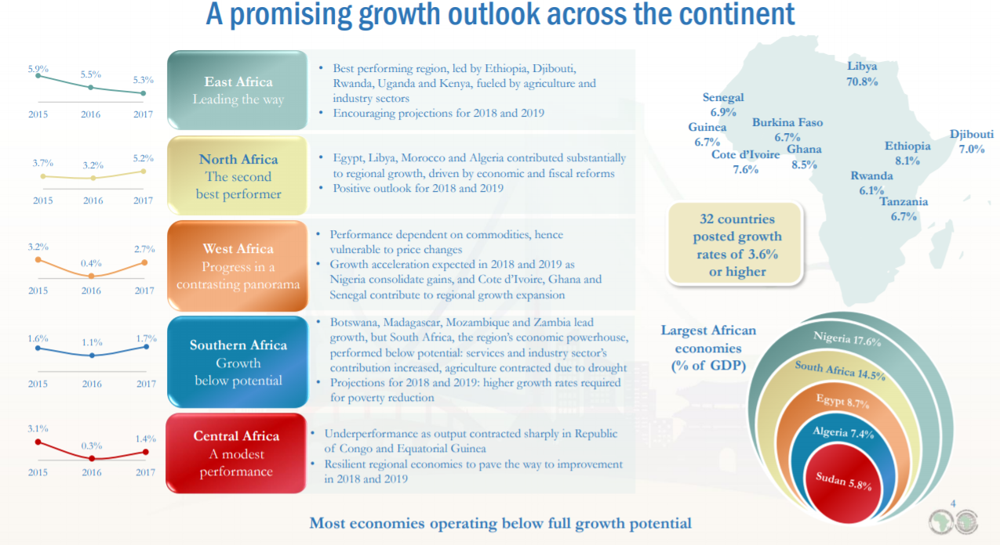 A promising growth outlook across the continent
5.9%
5.5%
5.3%
2015 2016 2017
East Africa
Leading the way
• Best performing region, led by Ethiopia, Djibouti,
Rwanda, Uganda and Kenya, fueled by agriculture and
industry sectors
• Encouraging projections for 2018 and 2019
3.7%
3.2%
5.2%
2015 2016 2017
North Africa
The second
best performer
• Egypt, Libya, Morocco and Algeria contributed substantially
to regional growth, driven by economic and fiscal reforms
• Positive outlook for 2018 and 2019
3.2%
0.4%
2.7%
2015 2016 2017
West Africa
Progress in a
contrasting panorama
• Performance dependent on commodities, hence
vulnerable to price changes
• Growth acceleration expected in 2018 and 2019 as
Nigeria consolidate gains, and Cote d’Ivoire, Ghana and
Senegal contribute to regional growth expansion
1.6%
1.1%
1.7%
2015 2016 2017
Southern Africa
Growth
below potential
• Botswana, Madagascar, Mozambique and Zambia lead
growth, but South Africa, the region’s economic powerhouse,
performed below potential: services and industry sector’s
contribution increased, agriculture contracted due to drought
• Projections for 2018 and 2019: higher growth rates required
for poverty reduction
3.1%
0.3%
1.4%
2015 2016 2017
Central Africa
A modest
performance
• Underperformance as output contracted sharply in Republic
of Congo and Equatorial Guinea
• Resilient regional economies to pave the way to improvement
in 2018 and 2019
Libya
70.8%
Senegal
6.9%
Guinea
6.7%
Burkina Faso
6.7%
Cote d’Ivoire
7.6%
Ghana
8.5%
Djibouti
7.0%
Ethiopia
8.1%
Rwanda
6.1%
Tanzania
6.7%
32 countries
posted growth
rates of 3.6%
or higher
Largest African
economies
(% of GDP)
Nigeria 17.6%
South Africa 14.5%
Egypt 8.7%
Algeria 7.4%
Sudan 5.8%
Most economies operating below full growth potential
4